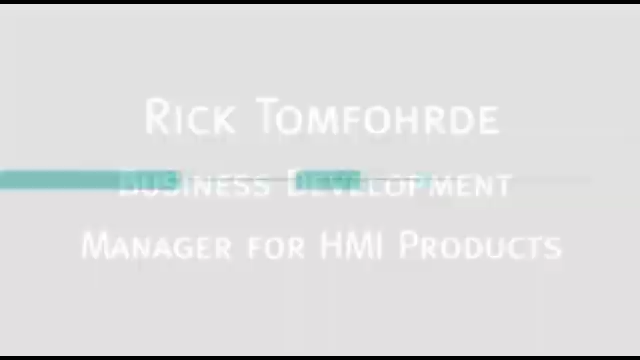 Rick Tomfohrde
Business Development
Manager for HMI Products